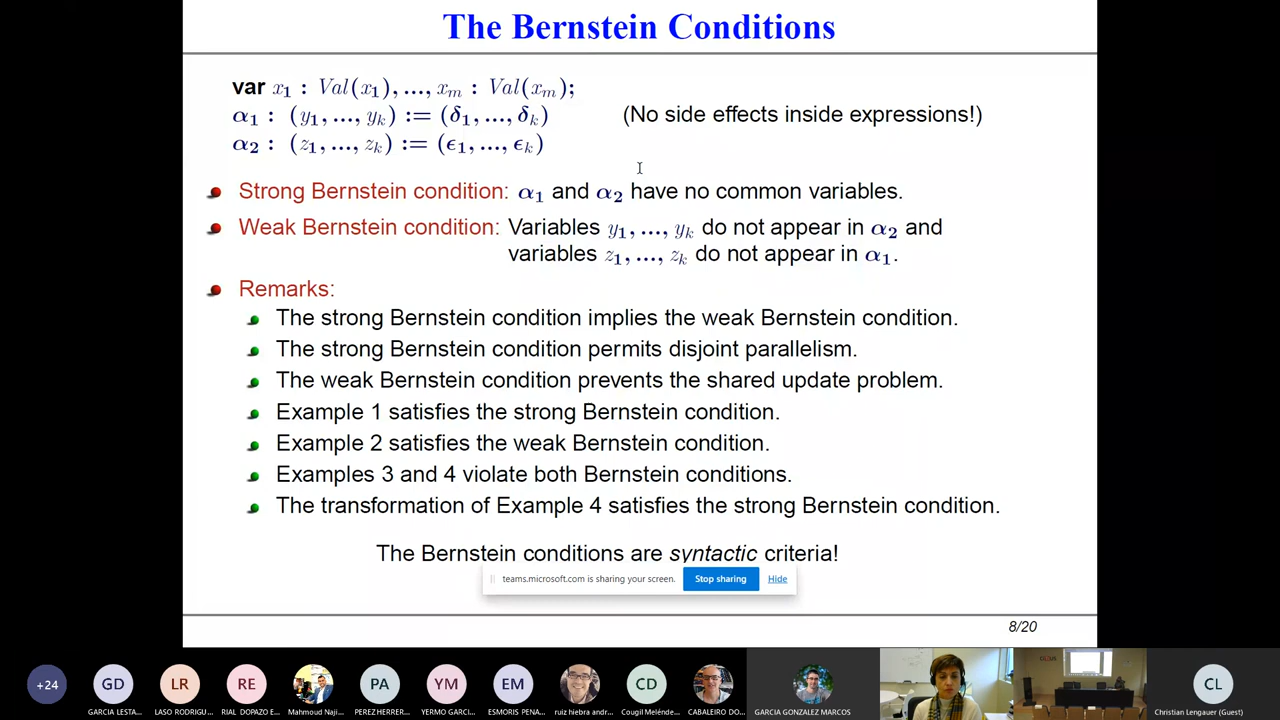 The Bernstein Conditions
var x₁ : Val(x₁), ..., xₘ : Val(xₘ);
α₁ : (y₁, ..., yₖ) := (δ₁, ..., δₖ) (No side effects inside expressions!)
α₂ : (z₁, ..., zₖ) := (ϵ₁, ..., ϵₖ)
Strong Bernstein condition: α₁ and α₂ have no common variables.
Weak Bernstein condition: Variables y₁, ..., yₖ do not appear in α₂ and
variables z₁, ..., zₖ do not appear in α₁.
Remarks:
The strong Bernstein condition implies the weak Bernstein condition.
The strong Bernstein condition permits disjoint parallelism.
The weak Bernstein condition prevents the shared update problem.
Example 1 satisfies the strong Bernstein condition.
Example 2 satisfies the weak Bernstein condition.
Examples 3 and 4 violate both Bernstein conditions.
The transformation of Example 4 satisfies the strong Bernstein condition.
The Bernstein conditions are syntactic criteria!
teams.microsoft.com is sharing your screen. Stop sharing Hide
8/20
+24 GD LR RE PA YM EM CD CL
GARCIA LESTA... LASO RODRIGU... RIAL DOPAZO E... Mahmoud Naji... PEREZ HERRER... YERMO GARCI... ESMORIS PENA... ruiz hiebra andr... Cougil Melénde... CABALEIRO DO... GARCIA GONZALEZ MARCOS Christian Lengauer (Guest)